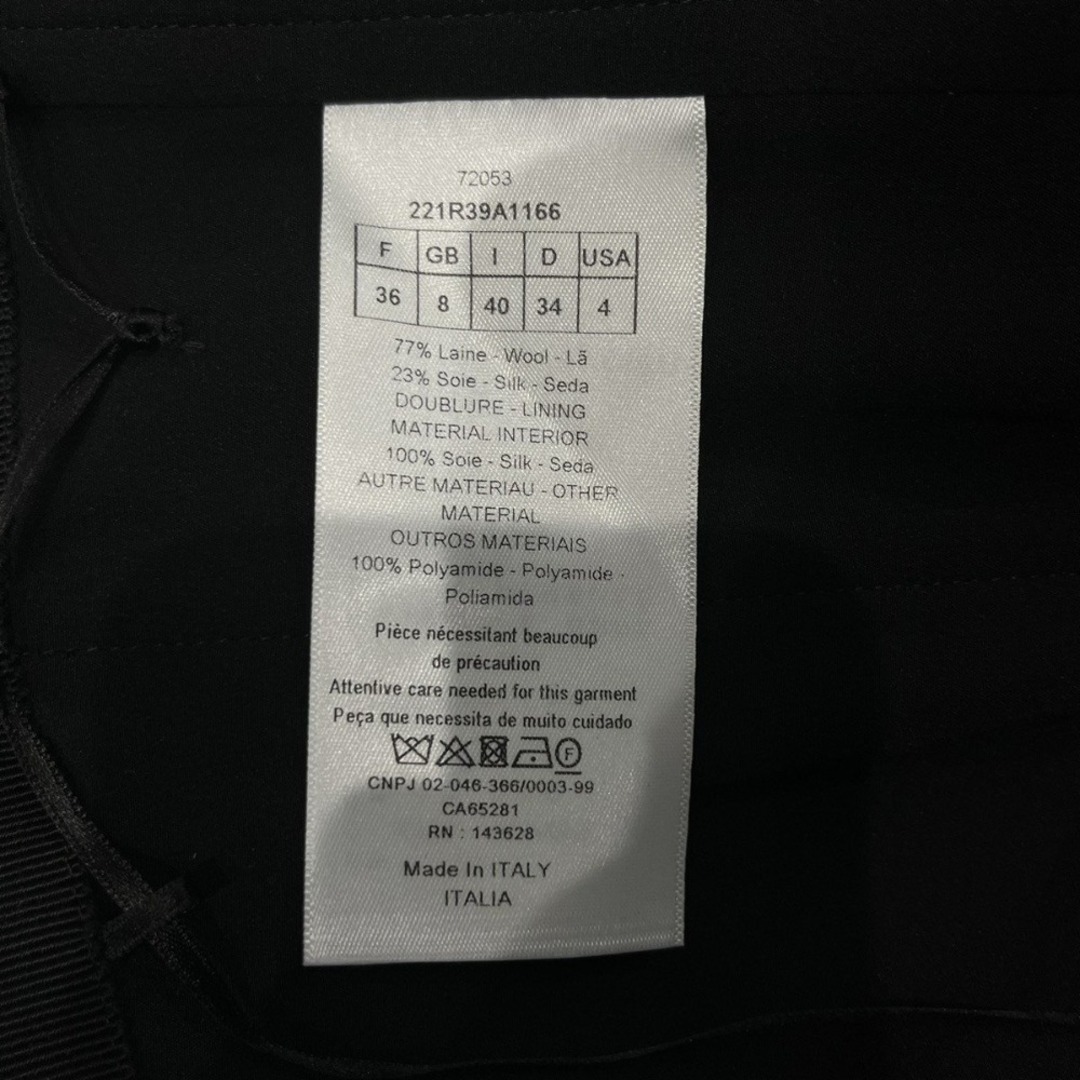 72053
221R39A1166
F GB I D USA
36 8 40 34 4
77% Laine - Wool - Lã
23% Soie - Silk - Seda
DOUBLURE - LINING
MATERIAL INTERIOR
100% Soie - Silk - Seda
AUTRE MATERIAU - OTHER
MATERIAL
OUTROS MATERIAIS
100% Polyamide - Polyamide -
Poliamida
Pièce nécessitant beaucoup
de précaution
Attentive care needed for this garment
Peça que necessita de muito cuidado
F
CNPJ 02-046-366/0003-99
CA65281
RN : 143628
Made In ITALY
ITALIA